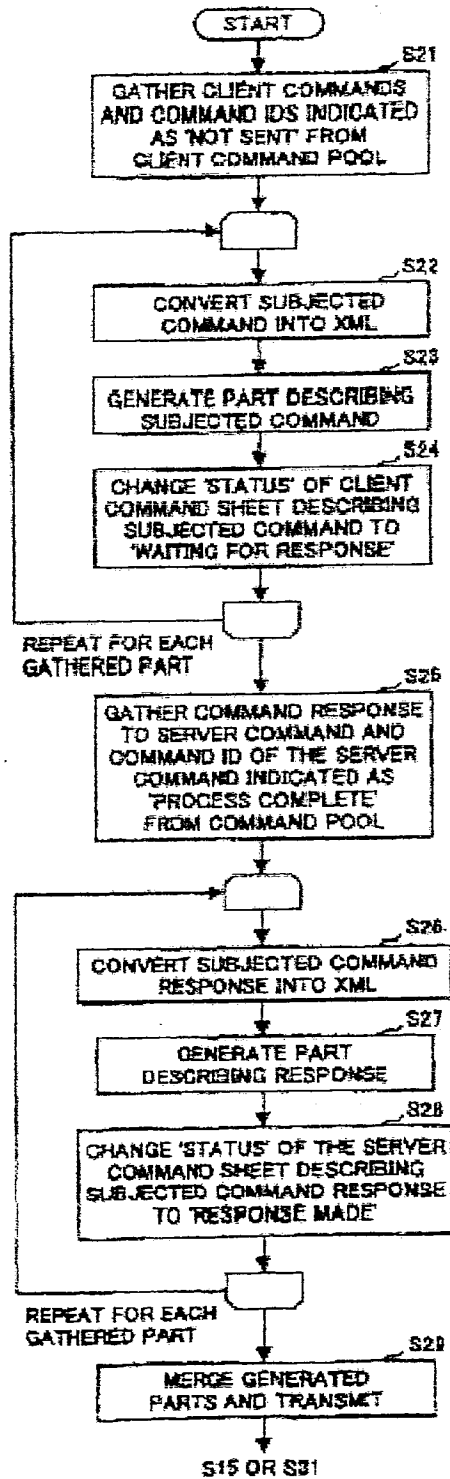 START
S21
GATHER CLIENT COMMANDS
AND COMMAND IDS INDICATED
AS 'NOT SENT' FROM
CLIENT COMMAND POOL
S22
CONVERT SUBJECTED
COMMAND INTO XML
S23
GENERATE PART DESCRIBING
SUBJECTED COMMAND
S24
CHANGE 'STATUS' OF CLIENT
COMMAND SHEET DESCRIBING
SUBJECTED COMMAND TO
'WAITING FOR RESPONSE'
REPEAT FOR EACH
GATHERED PART
S25
GATHER COMMAND RESPONSE
TO SERVER COMMAND AND
COMMAND ID OF THE SERVER
COMMAND INDICATED AS
'PROCESS COMPLETE'
FROM COMMAND POOL
S26
CONVERT SUBJECTED COMMAND
RESPONSE INTO XML
S27
GENERATE PART
DESCRIBING RESPONSE
S28
CHANGE 'STATUS' OF THE SERVER
COMMAND SHEET DESCRIBING
SUBJECTED COMMAND RESPONSE
TO 'RESPONSE MADE'
REPEAT FOR EACH
GATHERED PART
S29
MERGE GENERATED
PARTS AND TRANSMIT
S15 OR S31